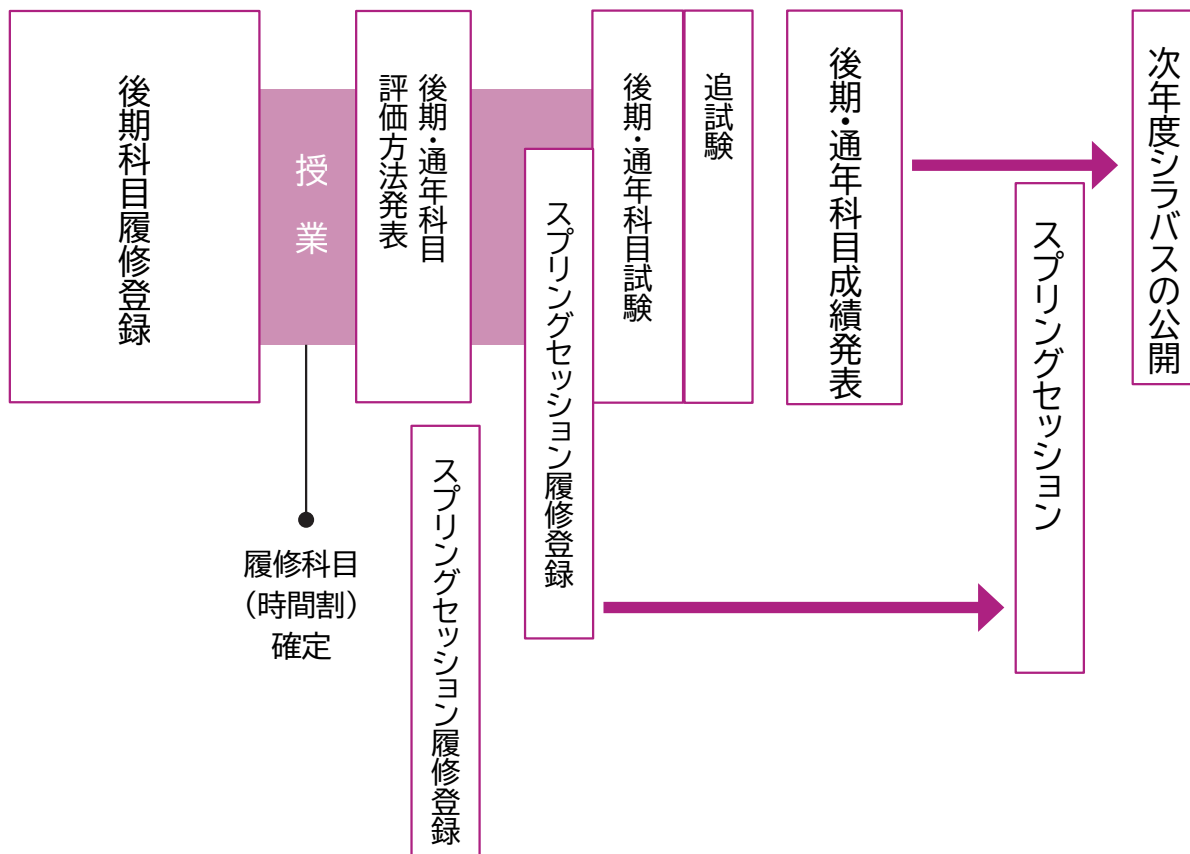 後期科目履修登録
授業
履修科目
（時間割）
確定
後期・通年科目
評価方法発表
スプリングセッション履修登録
スプリングセッション履修登録
後期・通年科目試験
追試験
後期・通年科目成績発表
スプリングセッション
次年度シラバスの公開